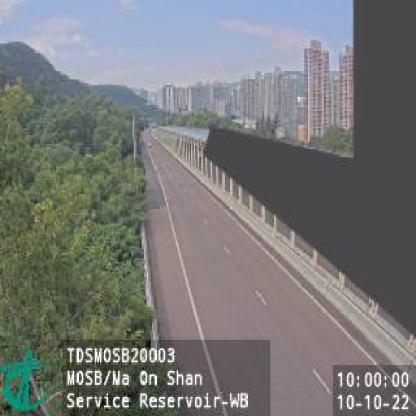 TDSMOSB20003
MOSB/Ma On Shan
Service Reservoir-WB
10:00:00
10-10-22